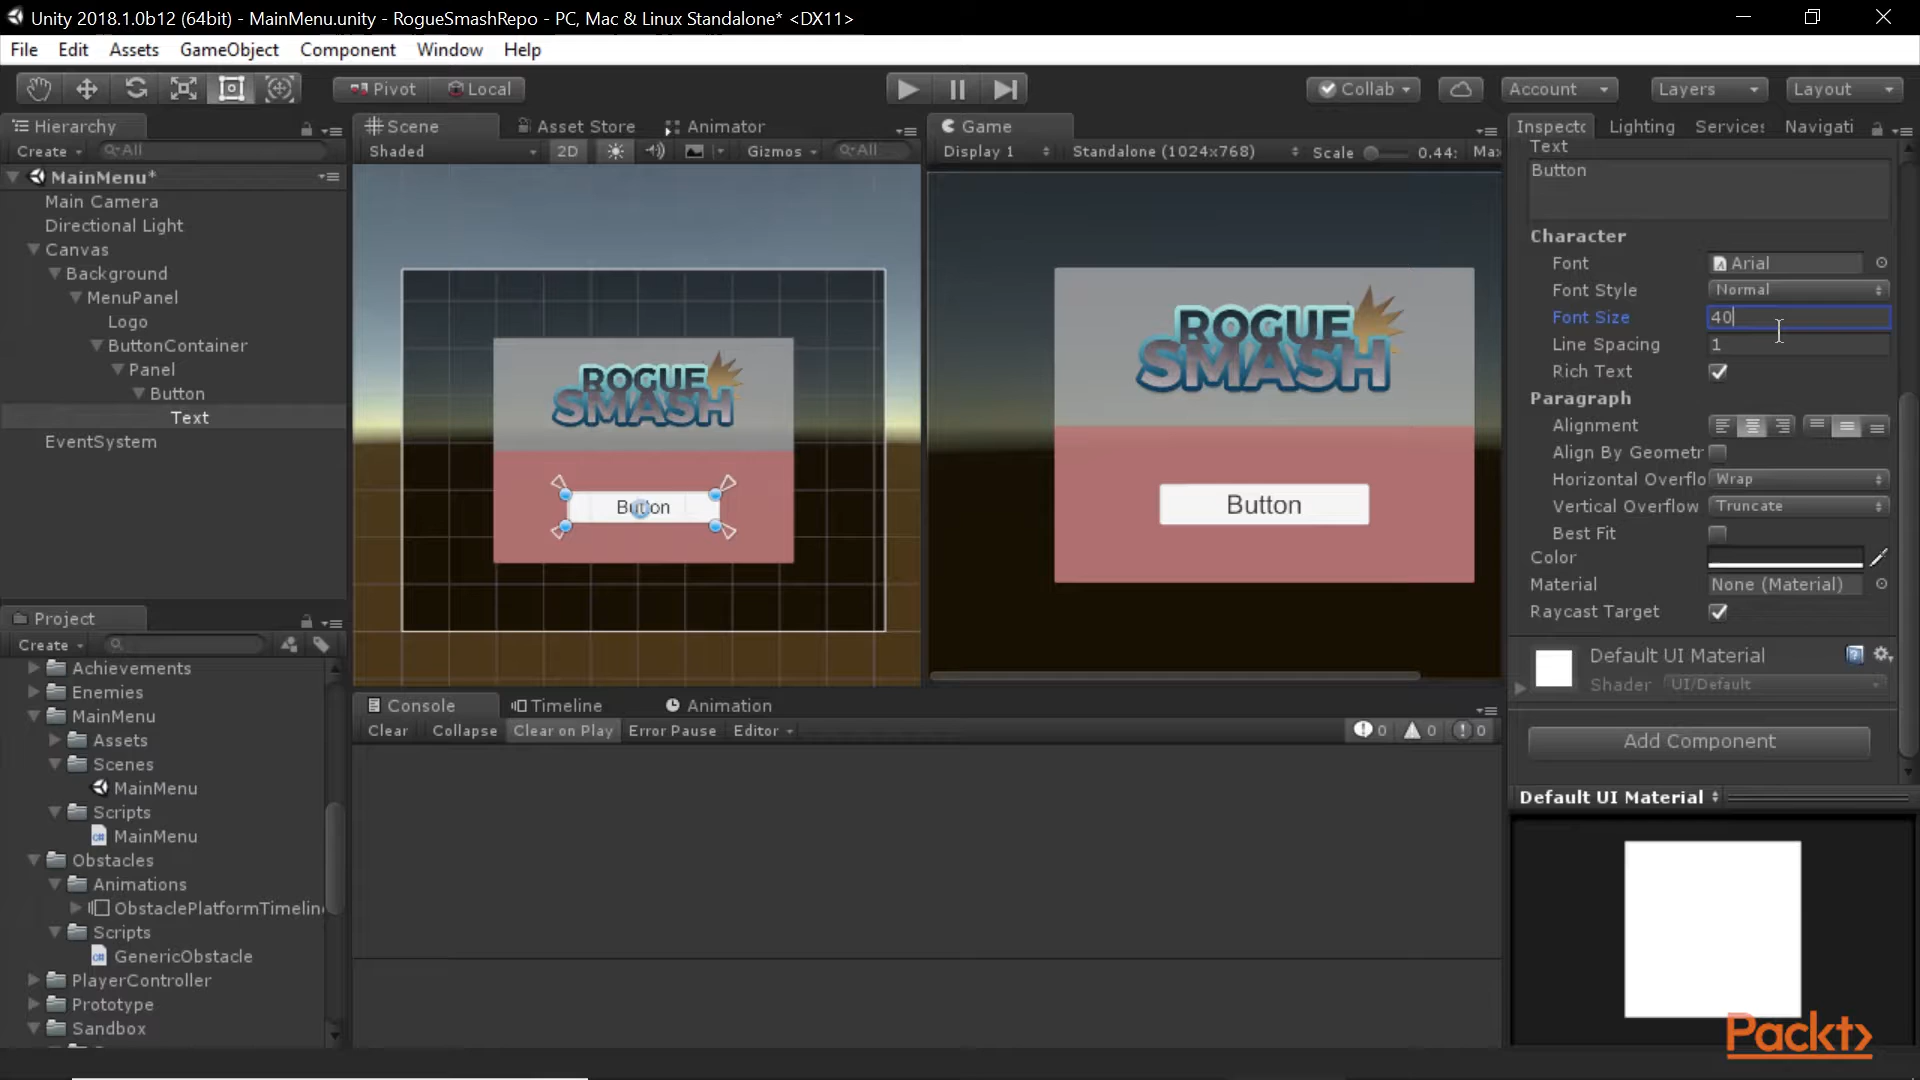 Unity 2018.1.0b12 (64bit) - MainMenu.unity - RogueSmashRepo - PC, Mac & Linux Standalone* <DX11>
File Edit Assets GameObject Component Window Help
Pivot Local Collab Account Layers Layout
Hierarchy
Create All
MainMenu*
Main Camera
Directional Light
Canvas
Background
MenuPanel
Logo
ButtonContainer
Panel
Button
Text
EventSystem
Scene Asset Store Animator
Shaded 2D Gizmos All
ROGUE
SMASH
Button
Game
Display 1 Standalone (1024x768) Scale 0.44: Max
ROGUE
SMASH
Button
Inspecto Lighting Services Navigati
Text
Button
Character
Font Arial
Font Style Normal
Font Size 40
Line Spacing 1
Rich Text
Paragraph
Alignment
Align By Geometr
Horizontal Overflo Wrap
Vertical Overflow Truncate
Best Fit
Color
Material None (Material)
Raycast Target
Default UI Material
Shader UI/Default
Add Component
Default UI Material
Project
Create
Achievements
Enemies
MainMenu
Assets
Scenes
MainMenu
Scripts
MainMenu
Obstacles
Animations
ObstaclePlatformTimelin
Scripts
GenericObstacle
PlayerController
Prototype
Sandbox
Console Timeline Animation
Clear Collapse Clear on Play Error Pause Editor 0 0 0
Packt>